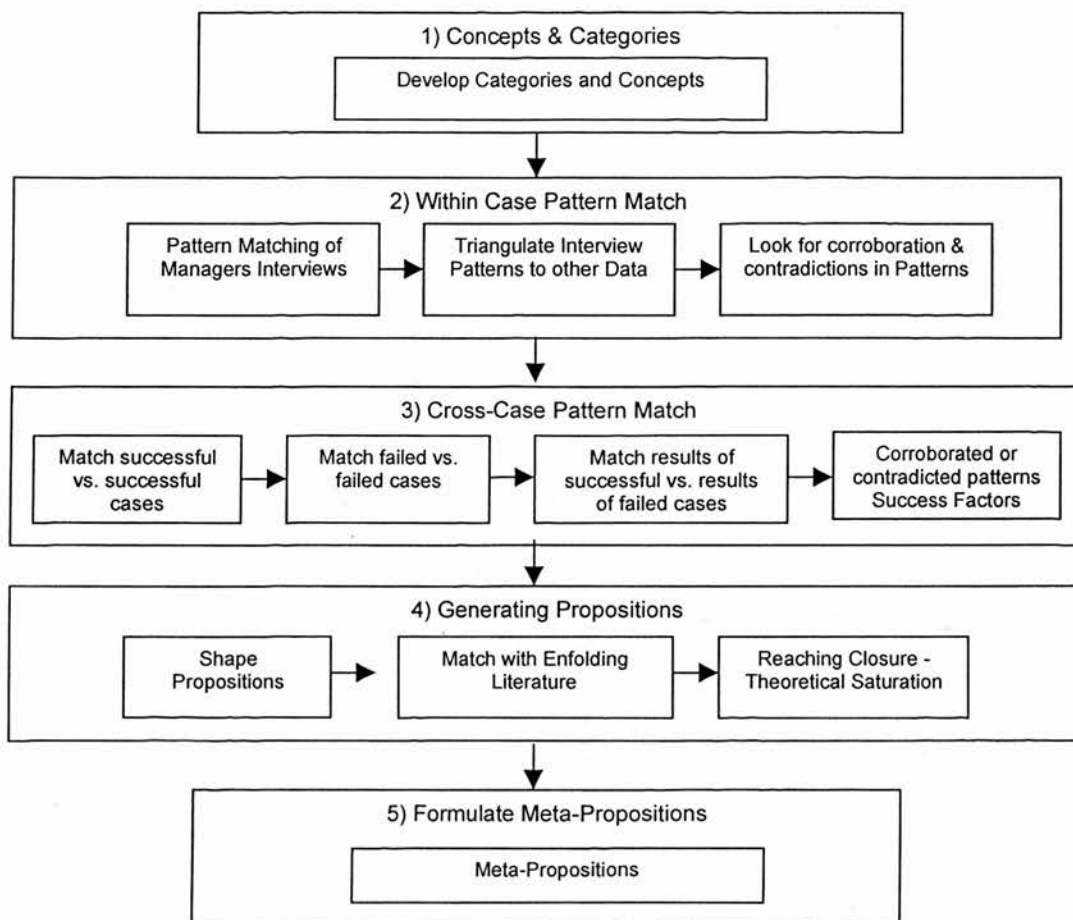 1) Concepts & Categories
Develop Categories and Concepts
2) Within Case Pattern Match
Pattern Matching of
Managers Interviews
Triangulate Interview
Patterns to other Data
Look for corroboration &
contradictions in Patterns
3) Cross-Case Pattern Match
Match successful
vs. successful
cases
Match failed vs.
failed cases
Match results of
successful vs. results
of failed cases
Corroborated or
contradicted patterns
Success Factors
4) Generating Propositions
Shape
Propositions
Match with Enfolding
Literature
Reaching Closure -
Theoretical Saturation
5) Formulate Meta-Propositions
Meta-Propositions